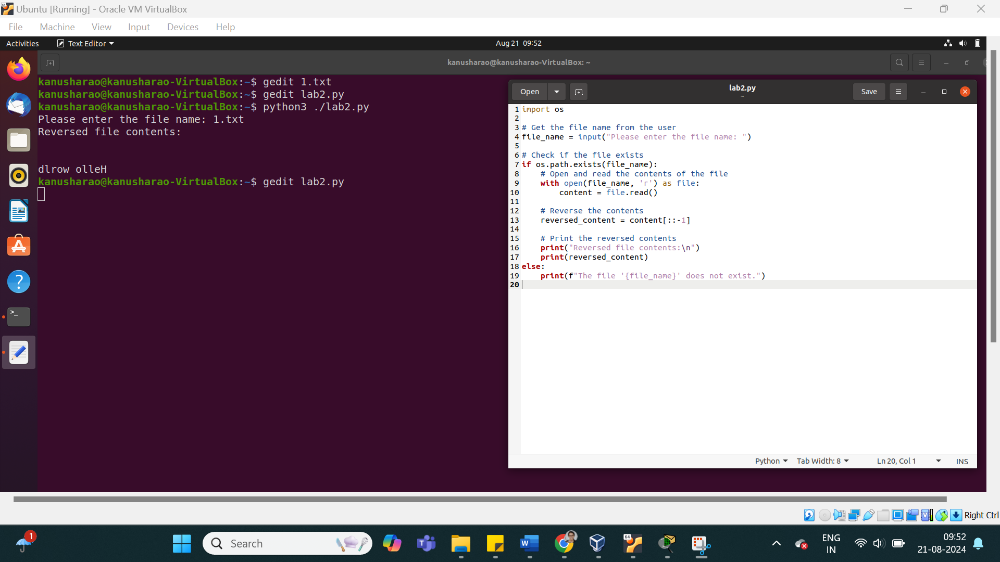 Ubuntu [Running] - Oracle VM VirtualBox
File Machine View Input Devices Help
Activities Text Editor Aug 21 09:52
kanusharao@kanusharao-VirtualBox: ~
kanusharao@kanusharao-VirtualBox:~$ gedit 1.txt
kanusharao@kanusharao-VirtualBox:~$ gedit lab2.py
kanusharao@kanusharao-VirtualBox:~$ python3 ./lab2.py
Please enter the file name: 1.txt
Reversed file contents:
dlrow olleH
kanusharao@kanusharao-VirtualBox:~$ gedit lab2.py
Open lab2.py Save
~
1 import os
2
3 # Get the file name from the user
4 file_name = input("Please enter the file name: ")
5
6 # Check if the file exists
7 if os.path.exists(file_name):
8     # Open and read the contents of the file
9     with open(file_name, 'r') as file:
10         content = file.read()
11
12     # Reverse the contents
13     reversed_content = content[::-1]
14
15     # Print the reversed contents
16     print("Reversed file contents:\n")
17     print(reversed_content)
18 else:
19     print(f"The file '{file_name}' does not exist.")
20
Python Tab Width: 8 Ln 20, Col 1 INS
Right Ctrl
1
Search
64
ENG
IN
09:52
21-08-2024